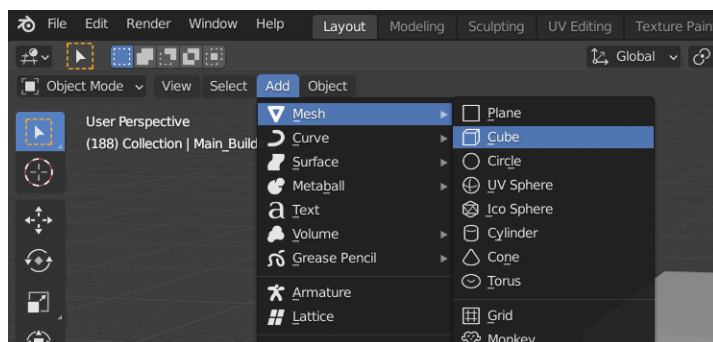 File Edit Render Window Help Layout Modeling Sculpting UV Editing Texture Pain
Global
Object Mode View Select Add Object
User Perspective
(188) Collection | Main_Build
Mesh
Curve
Surface
Metaball
Text
Volume
Grease Pencil
Armature
Lattice
Plane
Cube
Circle
UV Sphere
Ico Sphere
Cylinder
Cone
Torus
Grid
Monkey